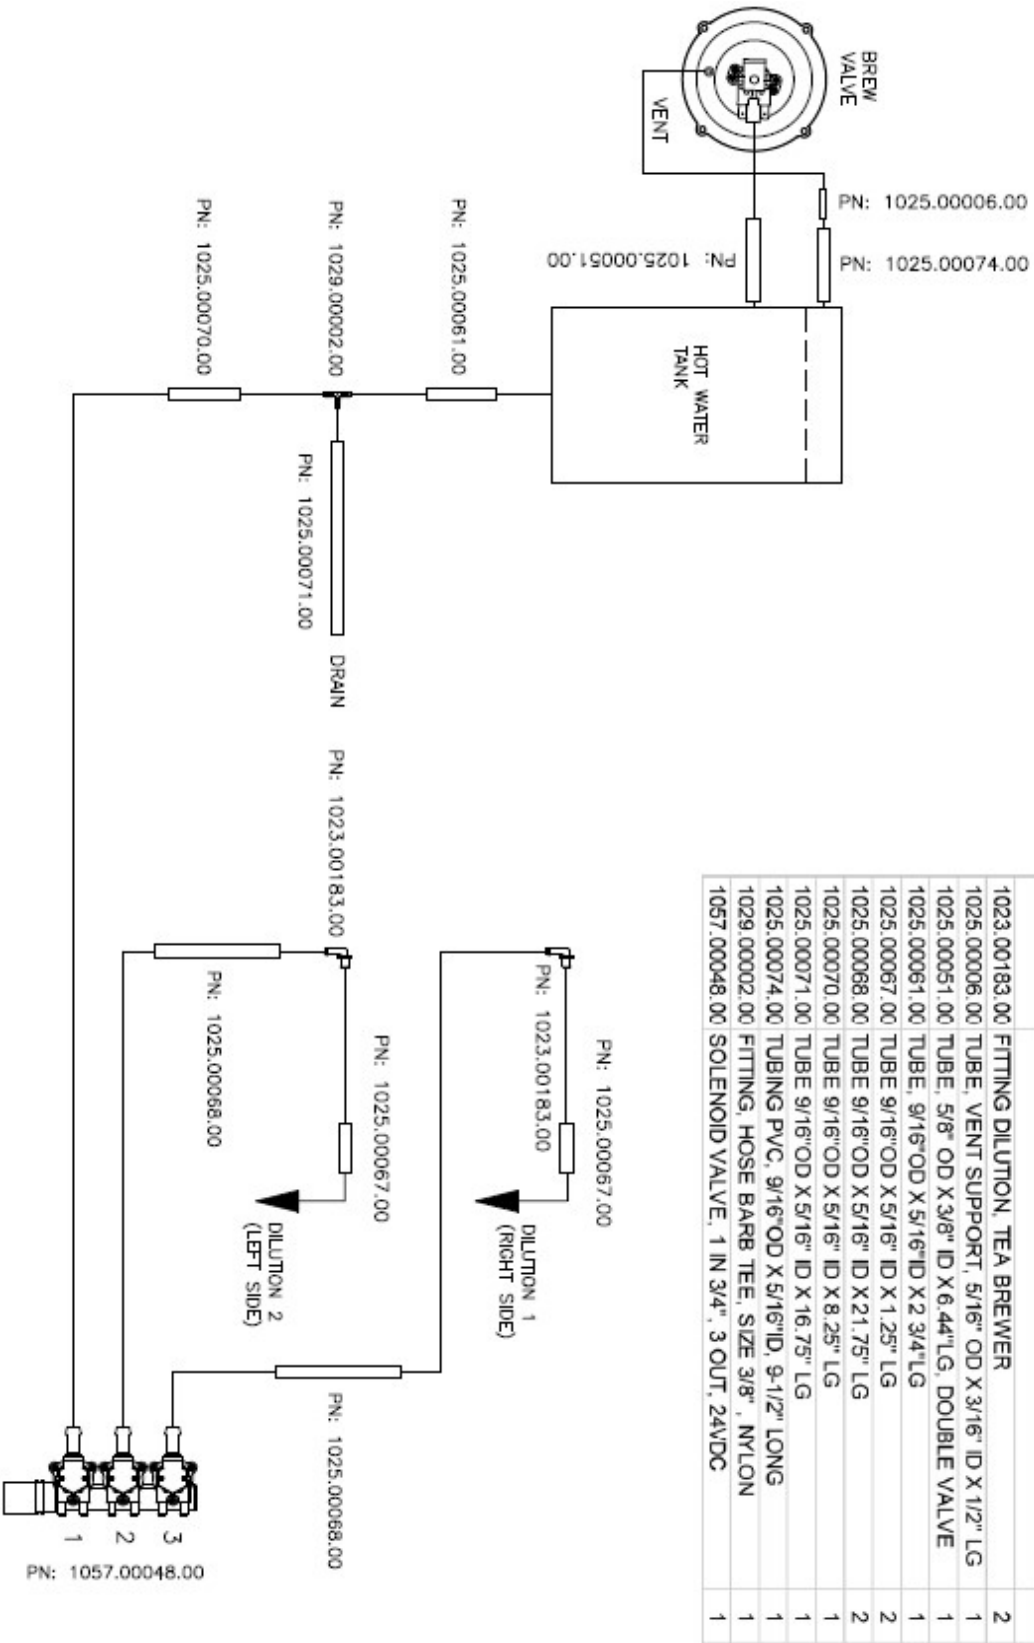 BREW
VALVE
VENT
PN: 1025.00006.00
PN: 1025.00074.00
PN: 1025.00051.00
HOT WATER
TANK
PN: 1025.00061.00
PN: 1029.00002.00
PN: 1025.00070.00
PN: 1025.00071.00
DRAIN
PN: 1023.00183.00
PN: 1025.00068.00
PN: 1025.00067.00
DILUTION 2
(LEFT SIDE)
PN: 1023.00183.00
PN: 1025.00067.00
DILUTION 1
(RIGHT SIDE)
PN: 1025.00068.00
1
2
3
PN: 1057.00048.00
1023.00183.00 FITTING DILUTION, TEA BREWER 2
1025.00006.00 TUBE, VENT SUPPORT, 5/16" OD X 3/16" ID X 1/2" LG 1
1025.00051.00 TUBE, 5/8" OD X 3/8" ID X 6.44"LG, DOUBLE VALVE 1
1025.00061.00 TUBE, 9/16"OD X 5/16"ID X 2 3/4"LG 1
1025.00067.00 TUBE 9/16"OD X 5/16" ID X 1.25" LG 2
1025.00068.00 TUBE 9/16"OD X 5/16" ID X 21.75" LG 2
1025.00070.00 TUBE 9/16"OD X 5/16" ID X 8.25" LG 1
1025.00071.00 TUBE 9/16"OD X 5/16" ID X 16.75" LG 1
1025.00074.00 TUBING PVC, 9/16"OD X 5/16"ID, 9-1/2" LONG 1
1029.00002.00 FITTING, HOSE BARB TEE, SIZE 3/8" , NYLON 1
1057.00048.00 SOLENOID VALVE, 1 IN 3/4", 3 OUT, 24VDC 1